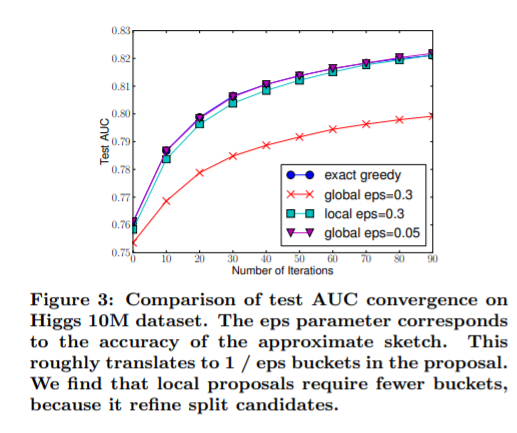 0.83
0.82
0.81
0.80
0.79
0.78
0.77
0.76
0.75
Test AUC
exact greedy
global eps=0.3
local eps=0.3
global eps=0.05
0 10 20 30 40 50 60 70 80 90
Number of Iterations
Figure 3: Comparison of test AUC convergence on
Higgs 10M dataset. The eps parameter corresponds
to the accuracy of the approximate sketch. This
roughly translates to 1 / eps buckets in the proposal.
We find that local proposals require fewer buckets,
because it refine split candidates.